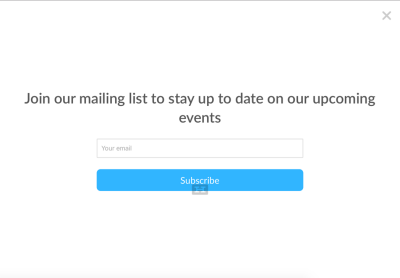 Join our mailing list to stay up to date on our upcoming
events
Your email
Subscribe